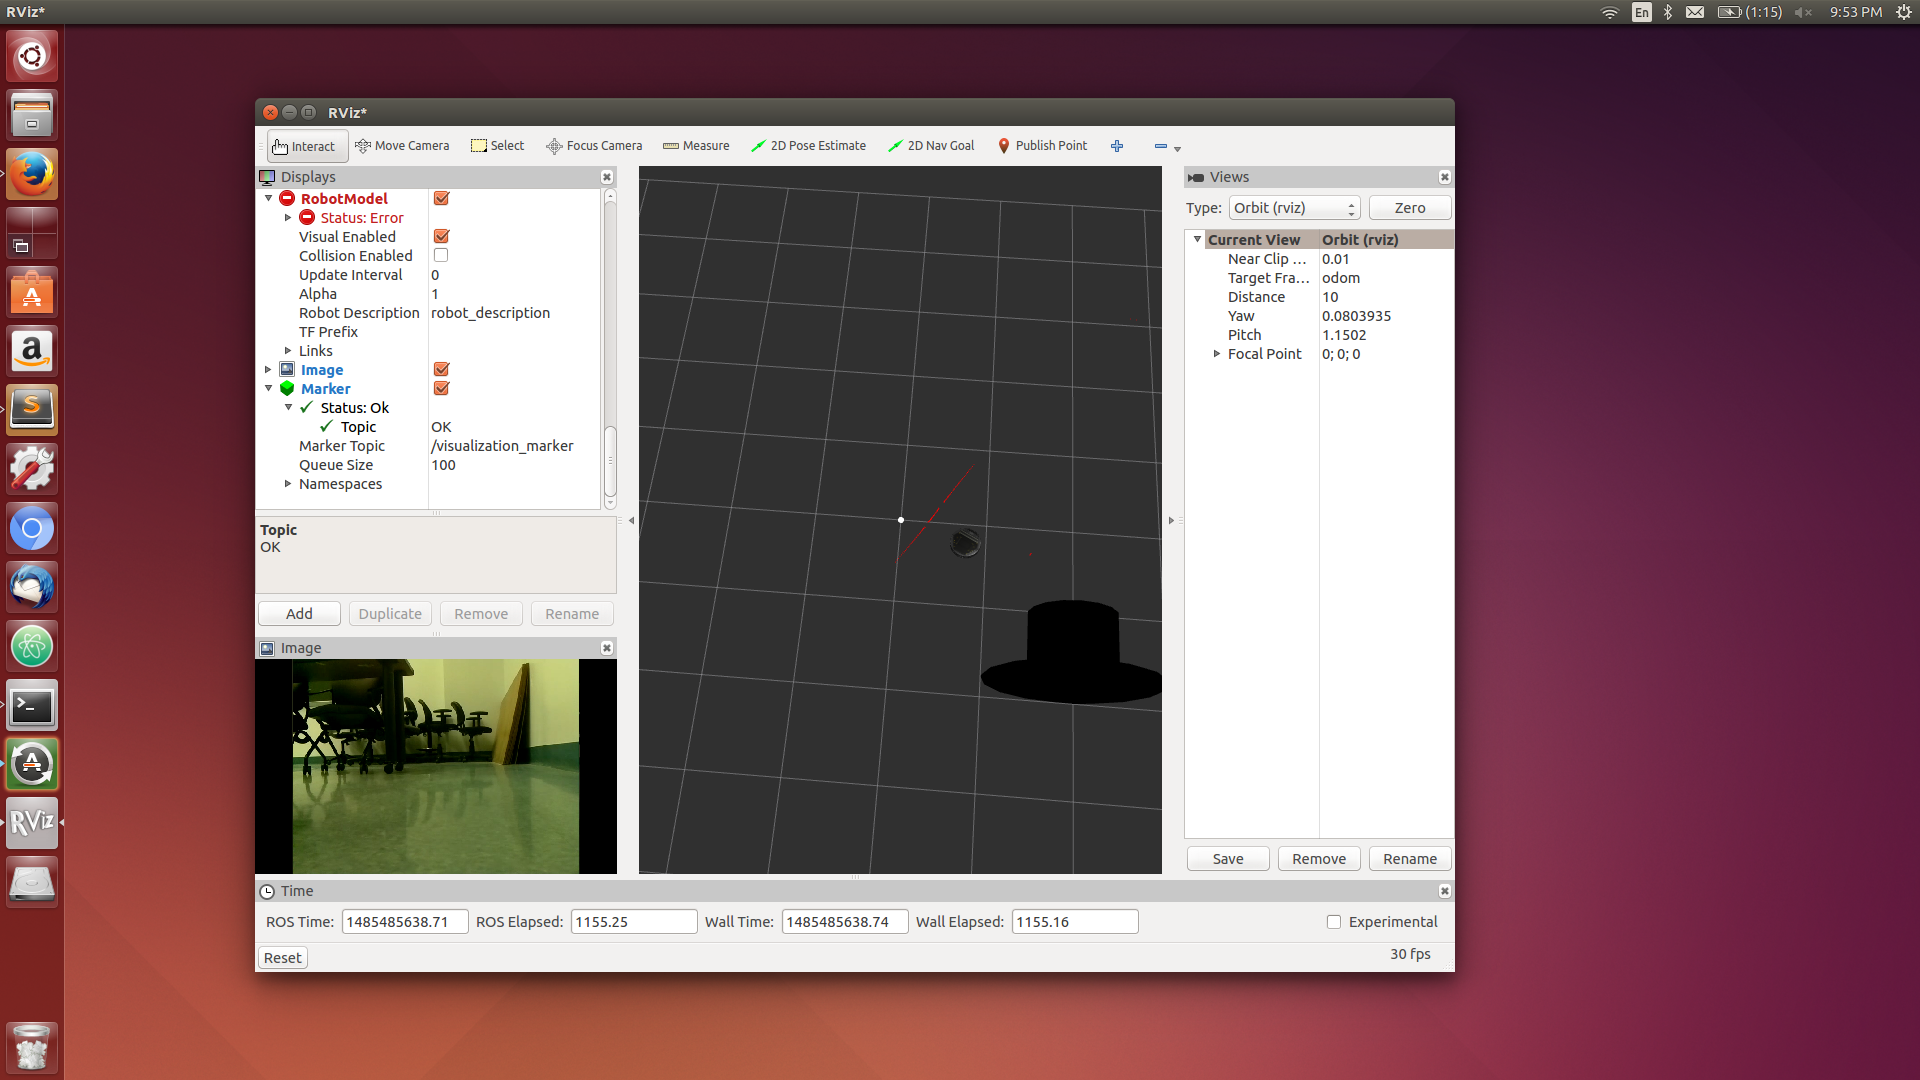 RViz*
En
(1:15)
9:53 PM
RViz*
Interact
Move Camera
Select
Focus Camera
Measure
2D Pose Estimate
2D Nav Goal
Publish Point
Displays
RobotModel
Status: Error
Visual Enabled
Collision Enabled
Update Interval 0
Alpha 1
Robot Description robot_description
TF Prefix
Links
Image
Marker
Status: Ok
Topic OK
Marker Topic /visualization_marker
Queue Size 100
Namespaces
Topic
OK
Add
Duplicate
Remove
Rename
Image
Views
Type: Orbit (rviz)
Zero
Current View Orbit (rviz)
Near Clip ... 0.01
Target Fra... odom
Distance 10
Yaw 0.0803935
Pitch 1.1502
Focal Point 0; 0; 0
Save
Remove
Rename
Time
ROS Time: 1485485638.71 ROS Elapsed: 1155.25 Wall Time: 1485485638.74 Wall Elapsed: 1155.16 Experimental
Reset
30 fps
a
S
>_
RViz